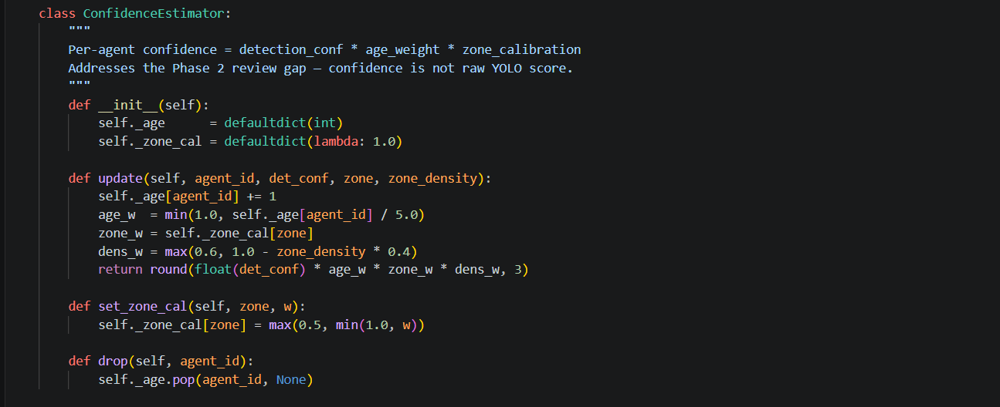 class ConfidenceEstimator:
    """
    Per-agent confidence = detection_conf * age_weight * zone_calibration
    Addresses the Phase 2 review gap — confidence is not raw YOLO score.
    """
    def __init__(self):
        self._age      = defaultdict(int)
        self._zone_cal = defaultdict(lambda: 1.0)

    def update(self, agent_id, det_conf, zone, zone_density):
        self._age[agent_id] += 1
        age_w  = min(1.0, self._age[agent_id] / 5.0)
        zone_w = self._zone_cal[zone]
        dens_w = max(0.6, 1.0 - zone_density * 0.4)
        return round(float(det_conf) * age_w * zone_w * dens_w, 3)

    def set_zone_cal(self, zone, w):
        self._zone_cal[zone] = max(0.5, min(1.0, w))

    def drop(self, agent_id):
        self._age.pop(agent_id, None)